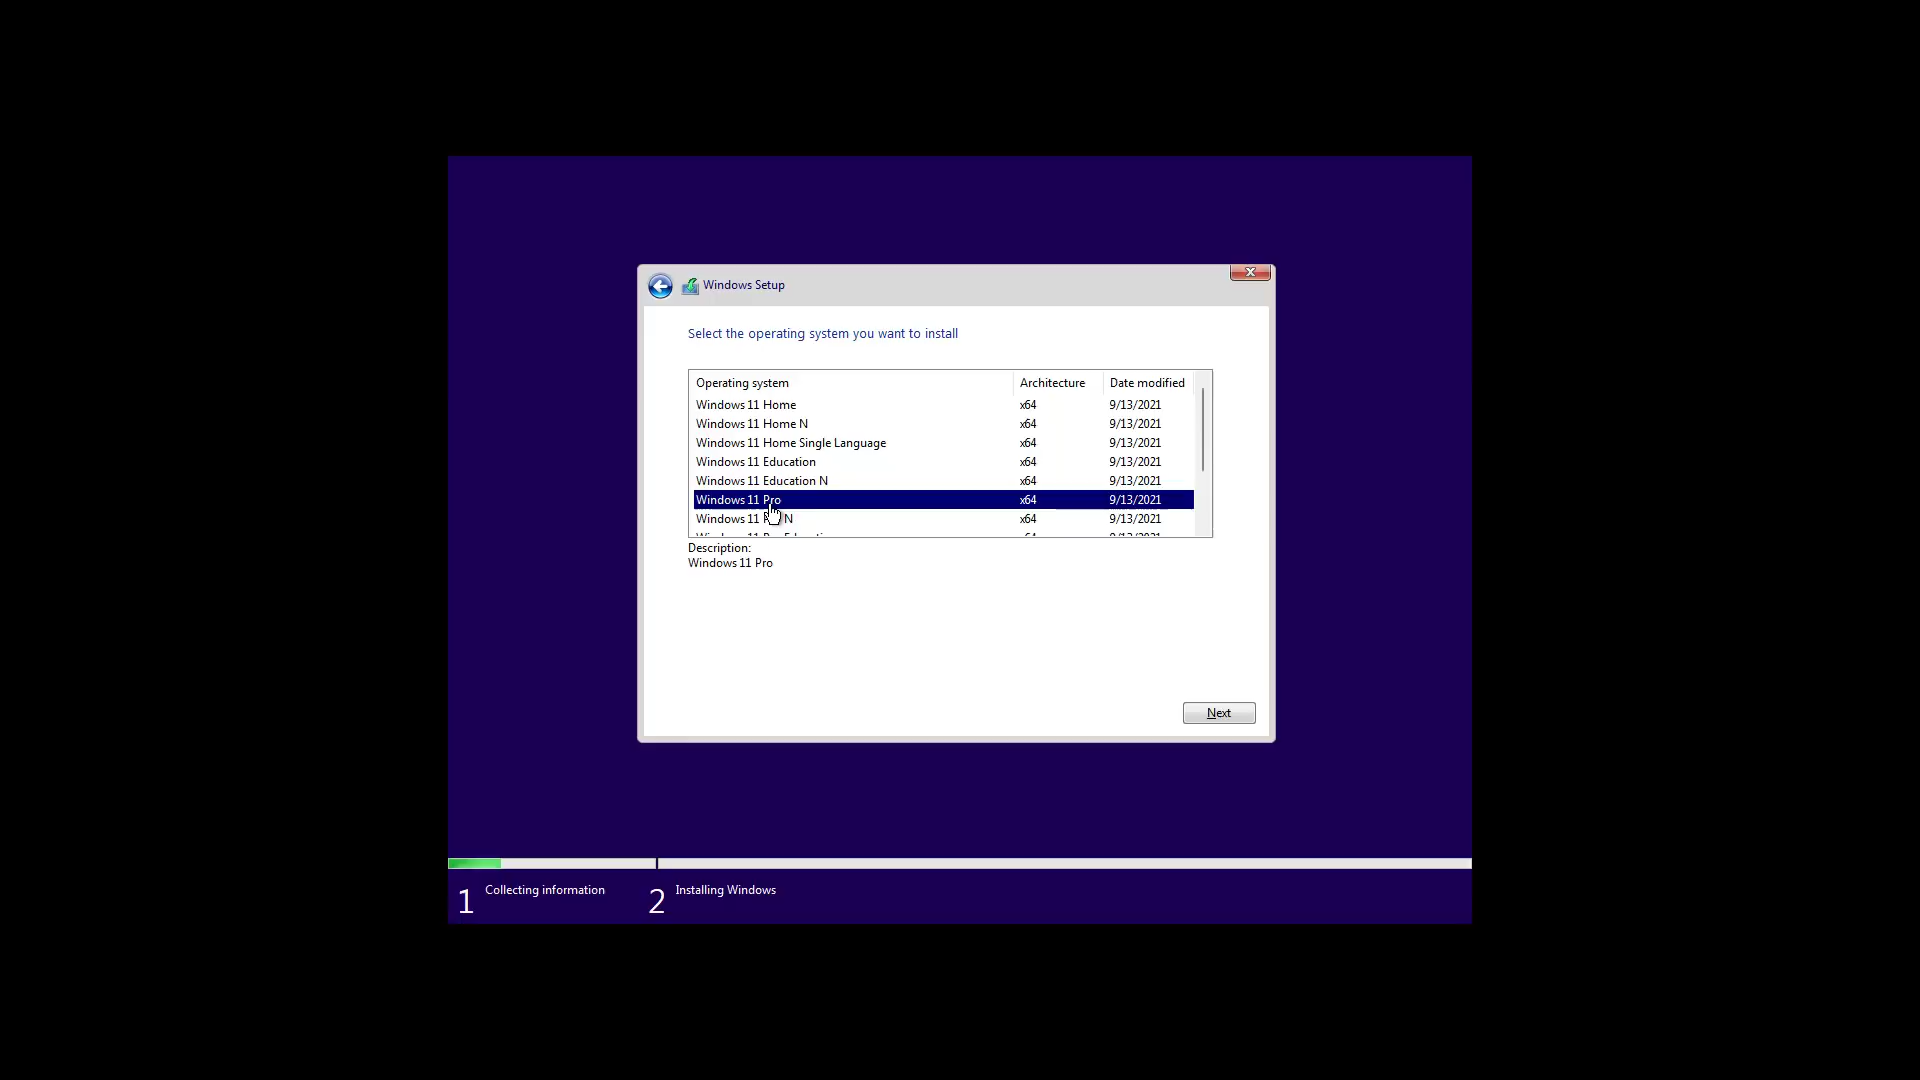 Windows Setup
Select the operating system you want to install
Operating system Architecture Date modified
Windows 11 Home x64 9/13/2021
Windows 11 Home N x64 9/13/2021
Windows 11 Home Single Language x64 9/13/2021
Windows 11 Education x64 9/13/2021
Windows 11 Education N x64 9/13/2021
Windows 11 Pro x64 9/13/2021
Windows 11 N x64 9/13/2021
Description:
Windows 11 Pro
Next
1 Collecting information 2 Installing Windows